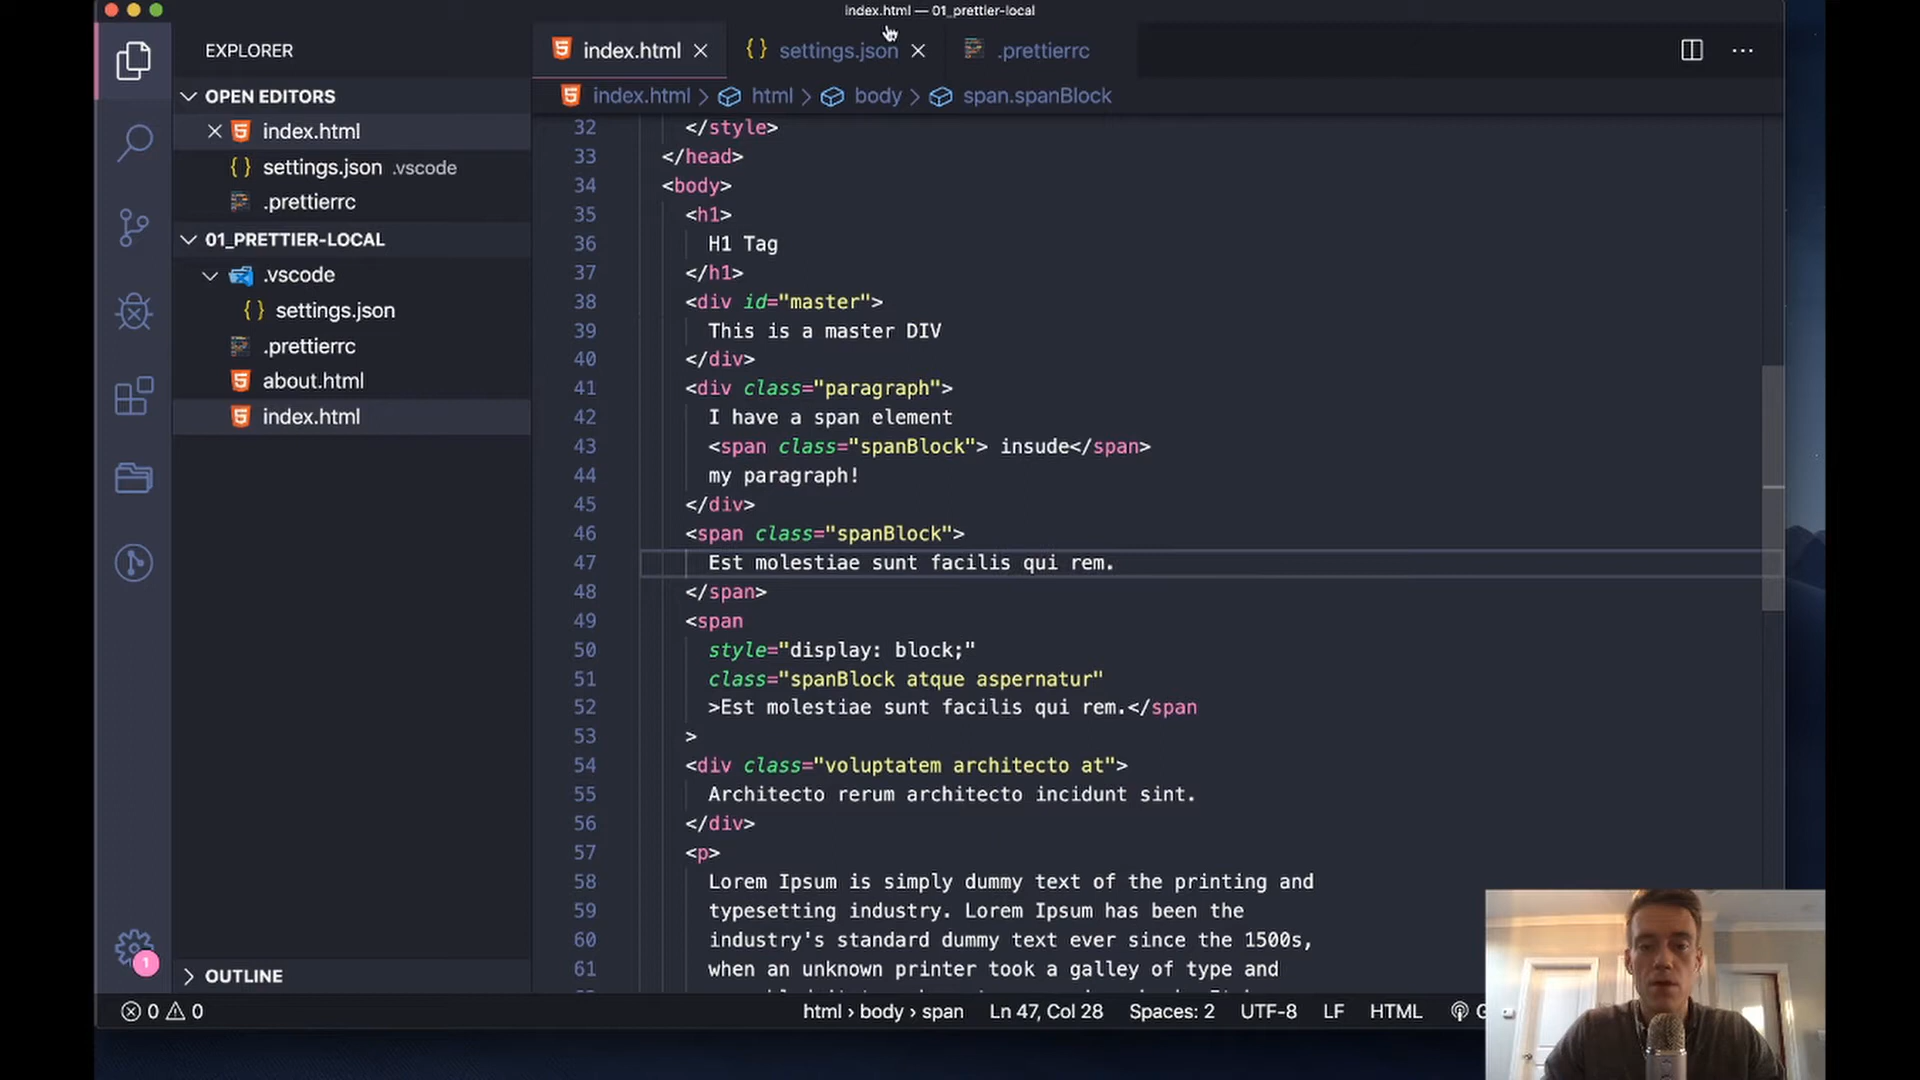 index.html — 01_prettier-local
EXPLORER
index.html
settings.json
.prettierrc
OPEN EDITORS
index.html
settings.json .vscode
.prettierrc
01_PRETTIER-LOCAL
.vscode
settings.json
.prettierrc
about.html
index.html
OUTLINE
index.html > html > body > span.spanBlock
32 </style>
33 </head>
34 <body>
35 <h1>
36 H1 Tag
37 </h1>
38 <div id="master">
39 This is a master DIV
40 </div>
41 <div class="paragraph">
42 I have a span element
43 <span class="spanBlock"> insude</span>
44 my paragraph!
45 </div>
46 <span class="spanBlock">
47 Est molestiae sunt facilis qui rem.
48 </span>
49 <span
50 style="display: block;"
51 class="spanBlock atque aspernatur"
52 >Est molestiae sunt facilis qui rem.</span
53 >
54 <div class="voluptatem architecto at">
55 Architecto rerum architecto incidunt sint.
56 </div>
57 <p>
58 Lorem Ipsum is simply dummy text of the printing and
59 typesetting industry. Lorem Ipsum has been the
60 industry's standard dummy text ever since the 1500s,
61 when an unknown printer took a galley of type and
1
0 0
html › body › span
Ln 47, Col 28
Spaces: 2
UTF-8
LF
HTML